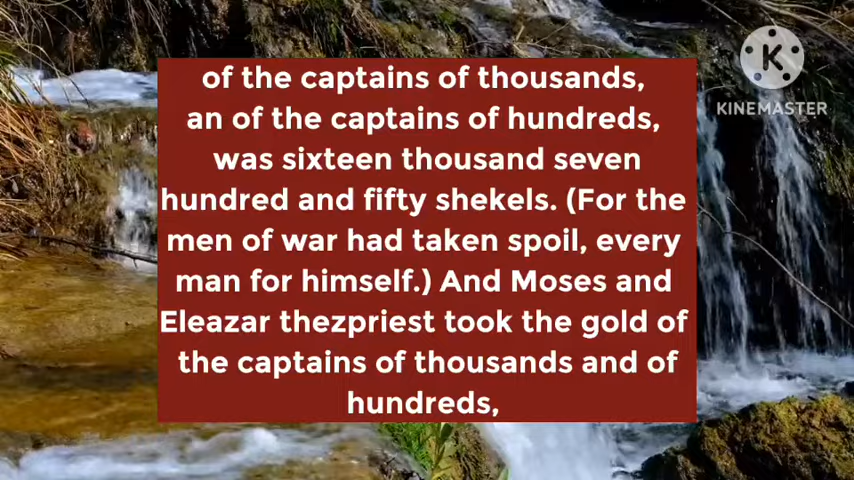 of the captains of thousands,
an of the captains of hundreds,
was sixteen thousand seven
hundred and fifty shekels. (For the
men of war had taken spoil, every
man for himself.) And Moses and
Eleazar thezpriest took the gold of
the captains of thousands and of
hundreds,
K
KINEMASTER